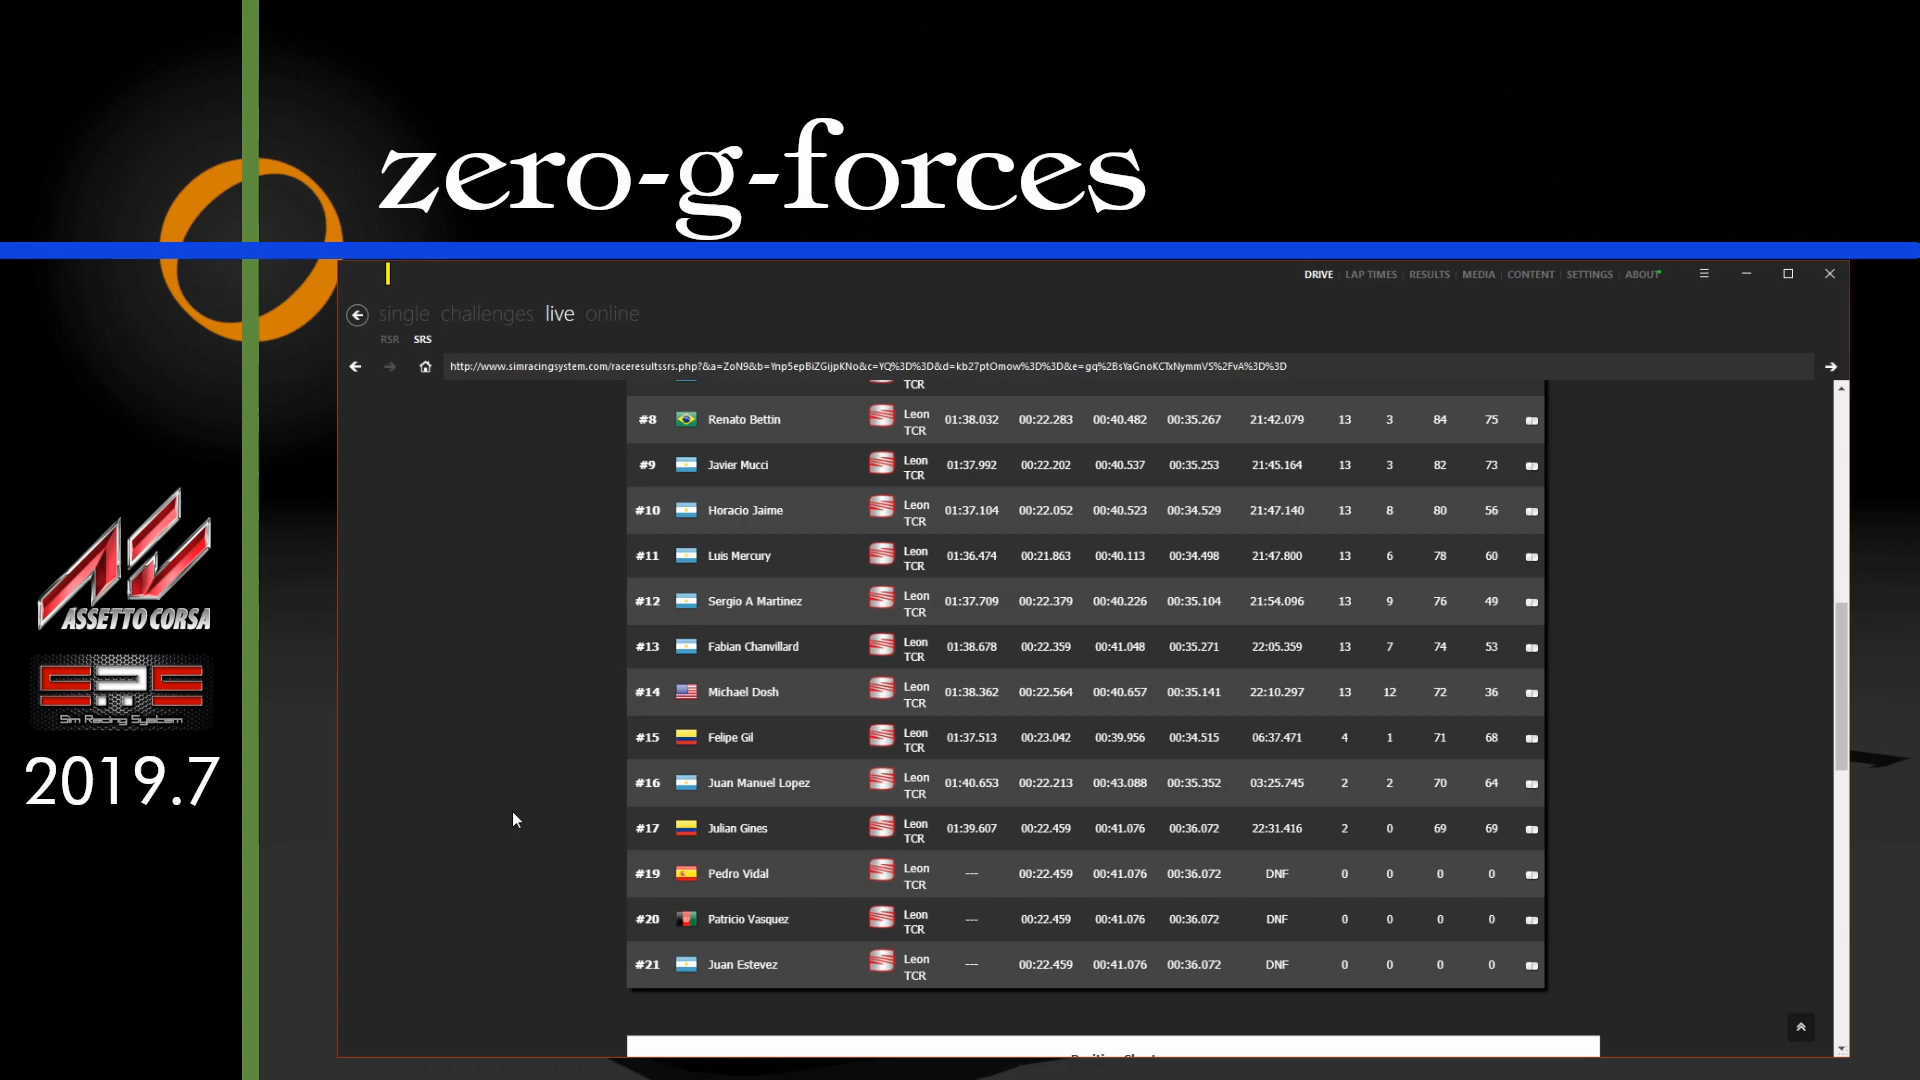 zero-g-forces
DRIVE LAP TIMES RESULTS MEDIA CONTENT SETTINGS ABOUT
single challenges live online
RSR SRS
http://www.simracingsystem.com/raceresultssrs.php?&a=ZoN9&b=Ynp5epBiZGijpKNo&c=YQ%3D%3D&d=kb27ptOmow%3D%3D&e=gq%2BsYaGnoKCTxNymmVS%2FvA%3D%3D
TCR
#8 Renato Bettin Leon TCR 01:38.032 00:22.283 00:40.482 00:35.267 21:42.079 13 3 84 75
#9 Javier Mucci Leon TCR 01:37.992 00:22.202 00:40.537 00:35.253 21:45.164 13 3 82 73
#10 Horacio Jaime Leon TCR 01:37.104 00:22.052 00:40.523 00:34.529 21:47.140 13 8 80 56
#11 Luis Mercury Leon TCR 01:36.474 00:21.863 00:40.113 00:34.498 21:47.800 13 6 78 60
#12 Sergio A Martinez Leon TCR 01:37.709 00:22.379 00:40.226 00:35.104 21:54.096 13 9 76 49
#13 Fabian Chanvillard Leon TCR 01:38.678 00:22.359 00:41.048 00:35.271 22:05.359 13 7 74 53
#14 Michael Dosh Leon TCR 01:38.362 00:22.564 00:40.657 00:35.141 22:10.297 13 12 72 36
#15 Felipe Gil Leon TCR 01:37.513 00:23.042 00:39.956 00:34.515 06:37.471 4 1 71 68
#16 Juan Manuel Lopez Leon TCR 01:40.653 00:22.213 00:43.088 00:35.352 03:25.745 2 2 70 64
#17 Julian Gines Leon TCR 01:39.607 00:22.459 00:41.076 00:36.072 22:31.416 2 0 69 69
#19 Pedro Vidal Leon TCR --- 00:22.459 00:41.076 00:36.072 DNF 0 0 0 0
#20 Patricio Vasquez Leon TCR --- 00:22.459 00:41.076 00:36.072 DNF 0 0 0 0
#21 Juan Estevez Leon TCR --- 00:22.459 00:41.076 00:36.072 DNF 0 0 0 0
ASSETTO CORSA
SRS
Sim Racing System
2019.7